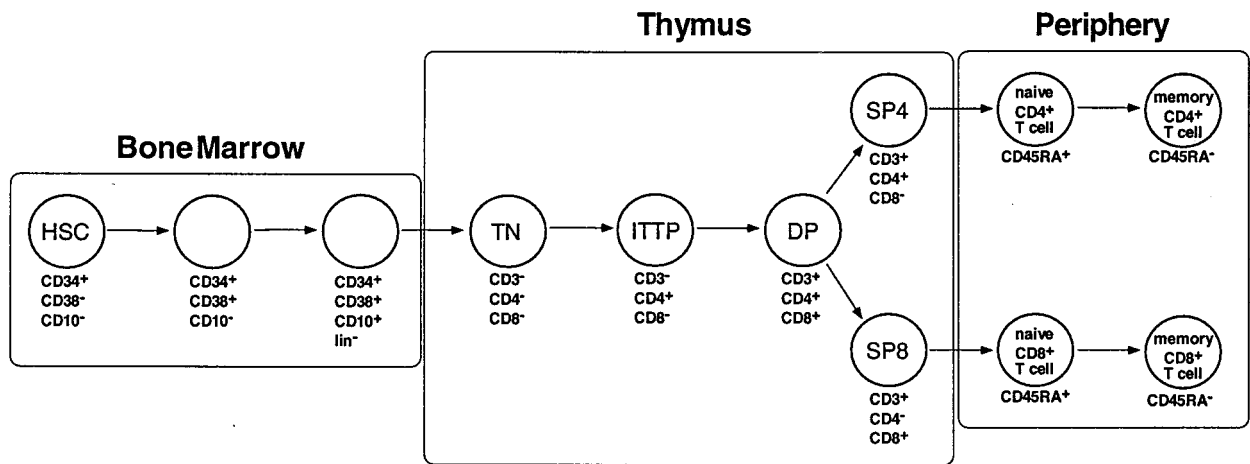 Thymus
Periphery
Bone Marrow
HSC
CD34+
CD38-
CD10-
CD34+
CD38+
CD10-
CD34+
CD38+
CD10+
lin-
TN
CD3-
CD4-
CD8-
ITTP
CD3-
CD4+
CD8-
DP
CD3+
CD4+
CD8+
SP4
CD3+
CD4+
CD8-
SP8
CD3+
CD4-
CD8+
naive
CD4+
T cell
CD45RA+
memory
CD4+
T cell
CD45RA-
naive
CD8+
T cell
CD45RA+
memory
CD8+
T cell
CD45RA-